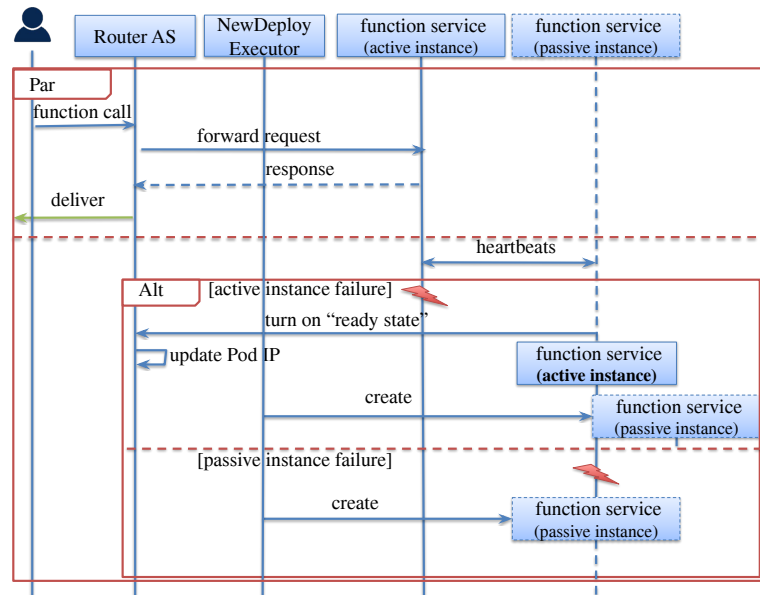 Router AS
NewDeploy
Executor
function service
(active instance)
function service
(passive instance)
Par
function call
forward request
response
deliver
heartbeats
Alt
[active instance failure]
turn on “ready state”
update Pod IP
function service
(active instance)
create
function service
(passive instance)
[passive instance failure]
create
function service
(passive instance)